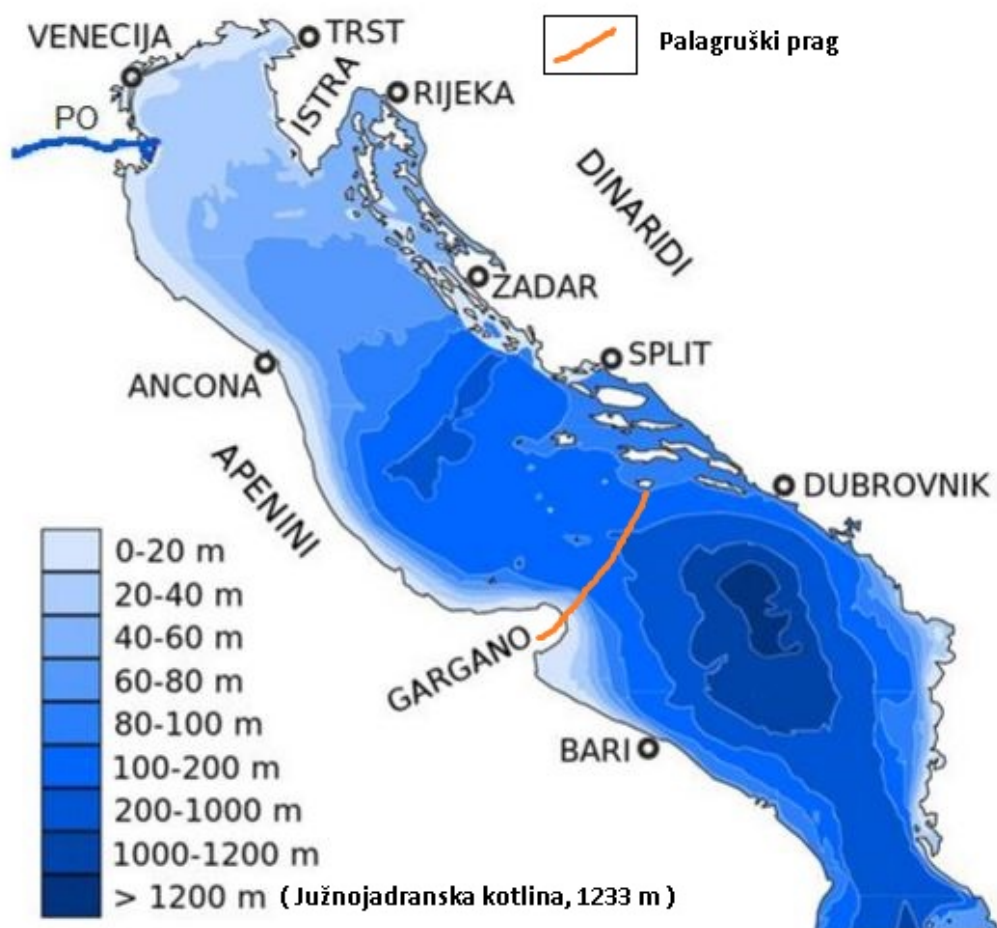 VENECIJA
TRST
Palagruški prag
ISTRA
RIJEKA
PO
DINARIDI
ZADAR
SPLIT
ANCONA
APENINI
DUBROVNIK
GARGANO
BARI
0-20 m
20-40 m
40-60 m
60-80 m
80-100 m
100-200 m
200-1000 m
1000-1200 m
> 1200 m ( Južnojadranska kotlina, 1233 m )